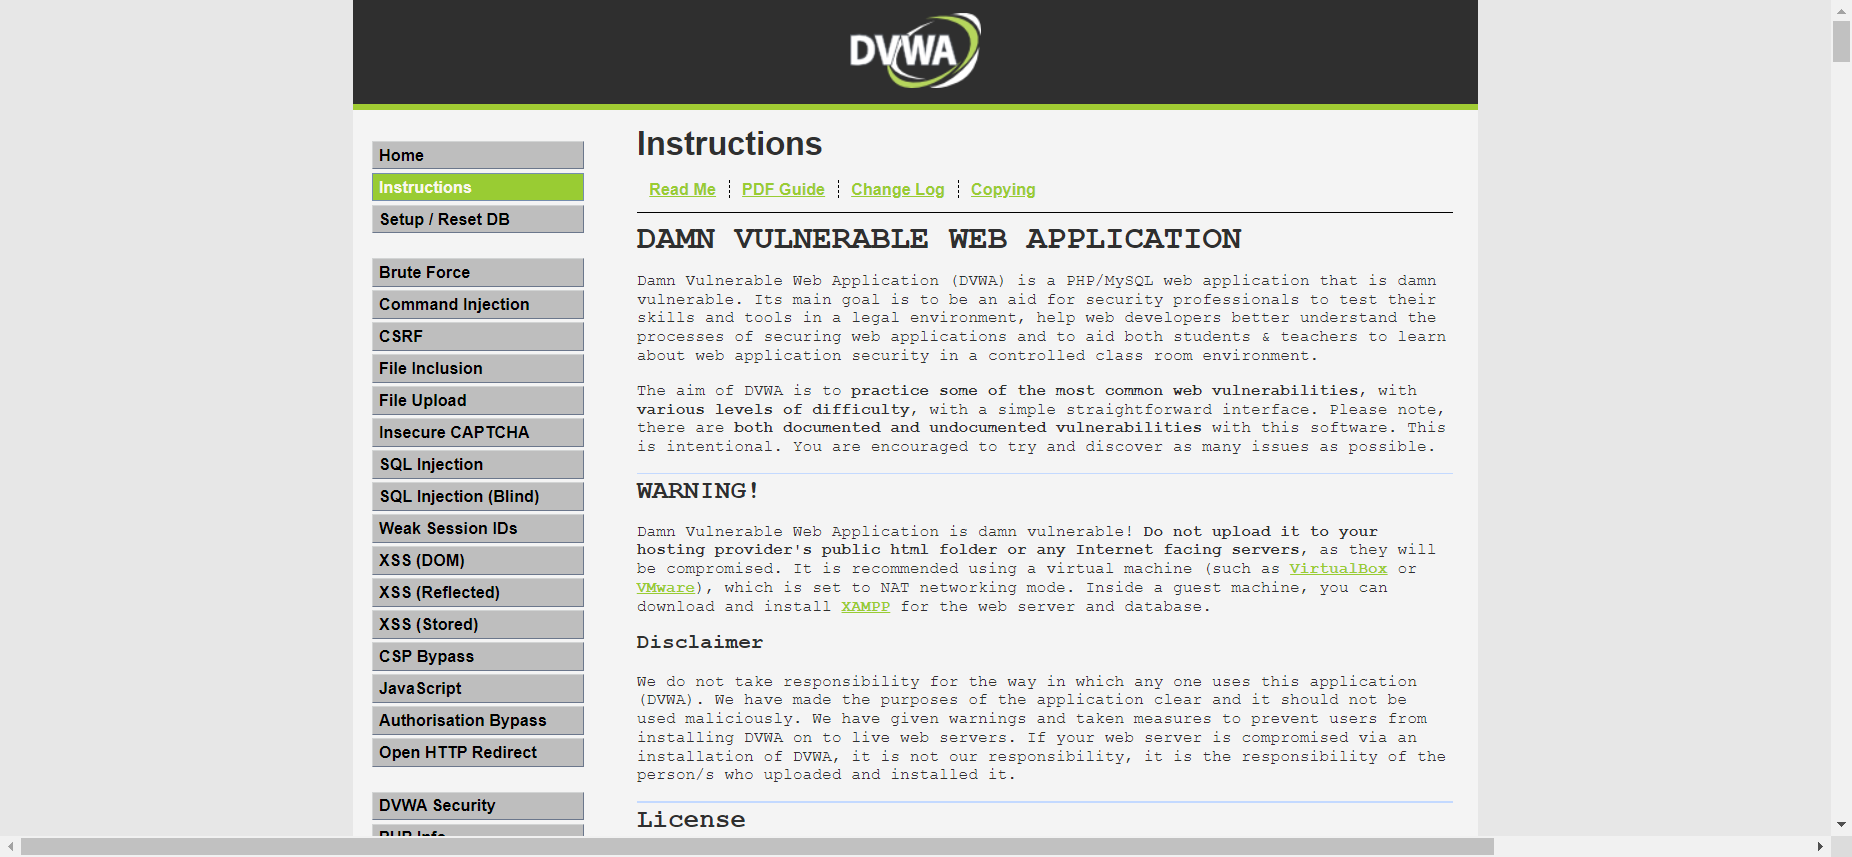 DVWA
Home
Instructions
Setup / Reset DB
Brute Force
Command Injection
CSRF
File Inclusion
File Upload
Insecure CAPTCHA
SQL Injection
SQL Injection (Blind)
Weak Session IDs
XSS (DOM)
XSS (Reflected)
XSS (Stored)
CSP Bypass
JavaScript
Authorisation Bypass
Open HTTP Redirect
DVWA Security
PHP Info
Instructions
Read Me
PDF Guide
Change Log
Copying
DAMN VULNERABLE WEB APPLICATION
Damn Vulnerable Web Application (DVWA) is a PHP/MySQL web application that is damn
vulnerable. Its main goal is to be an aid for security professionals to test their
skills and tools in a legal environment, help web developers better understand the
processes of securing web applications and to aid both students & teachers to learn
about web application security in a controlled class room environment.
The aim of DVWA is to practice some of the most common web vulnerabilities, with
various levels of difficulty, with a simple straightforward interface. Please note,
there are both documented and undocumented vulnerabilities with this software. This
is intentional. You are encouraged to try and discover as many issues as possible.
WARNING!
Damn Vulnerable Web Application is damn vulnerable! Do not upload it to your
hosting provider's public html folder or any Internet facing servers, as they will
be compromised. It is recommended using a virtual machine (such as VirtualBox or
VMware), which is set to NAT networking mode. Inside a guest machine, you can
download and install XAMPP for the web server and database.
Disclaimer
We do not take responsibility for the way in which any one uses this application
(DVWA). We have made the purposes of the application clear and it should not be
used maliciously. We have given warnings and taken measures to prevent users from
installing DVWA on to live web servers. If your web server is compromised via an
installation of DVWA, it is not our responsibility, it is the responsibility of the
person/s who uploaded and installed it.
License